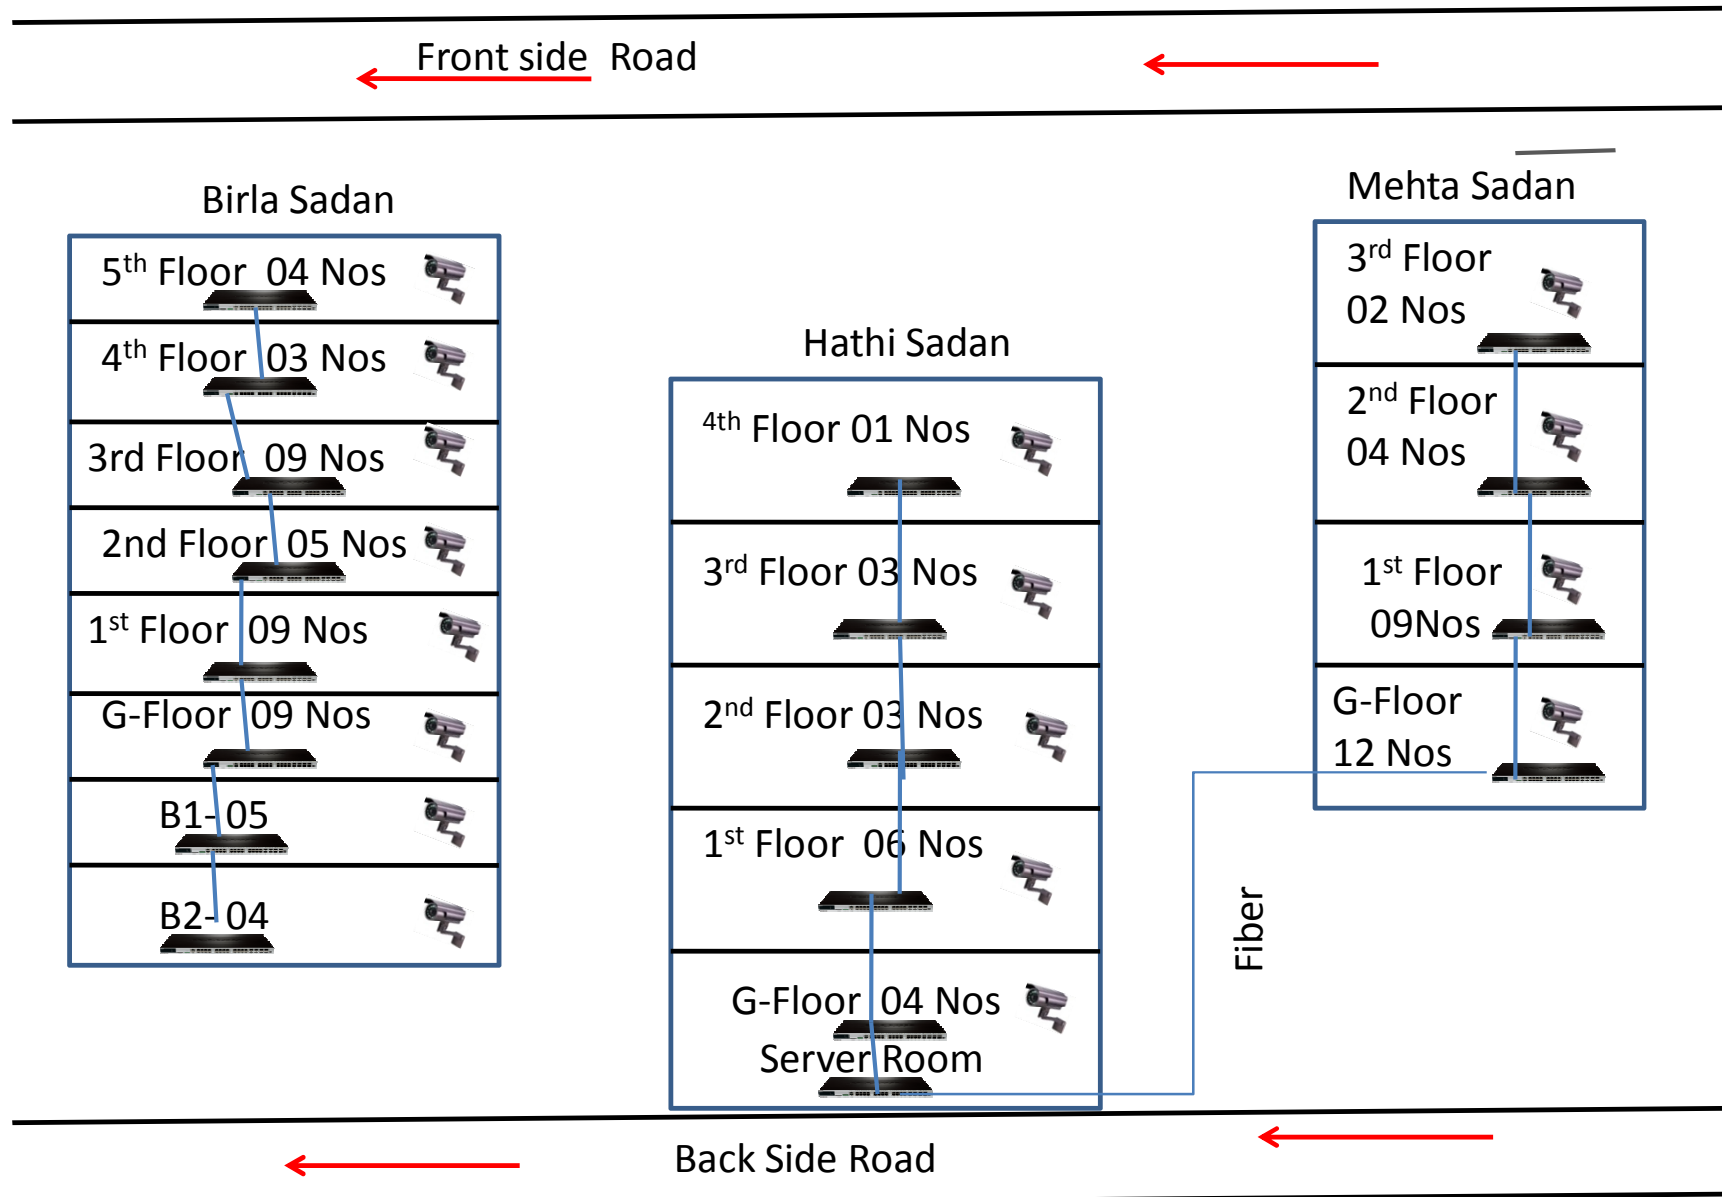 Front side Road
Birla Sadan
5th Floor 04 Nos
4th Floor 03 Nos
3rd Floor 09 Nos
2nd Floor 05 Nos
1st Floor 09 Nos
G-Floor 09 Nos
B1- 05
B2- 04
Hathi Sadan
4th Floor 01 Nos
3rd Floor 03 Nos
2nd Floor 03 Nos
1st Floor 06 Nos
G-Floor 04 Nos
Server Room
Mehta Sadan
3rd Floor
02 Nos
2nd Floor
04 Nos
1st Floor
09Nos
G-Floor
12 Nos
Fiber
Back Side Road